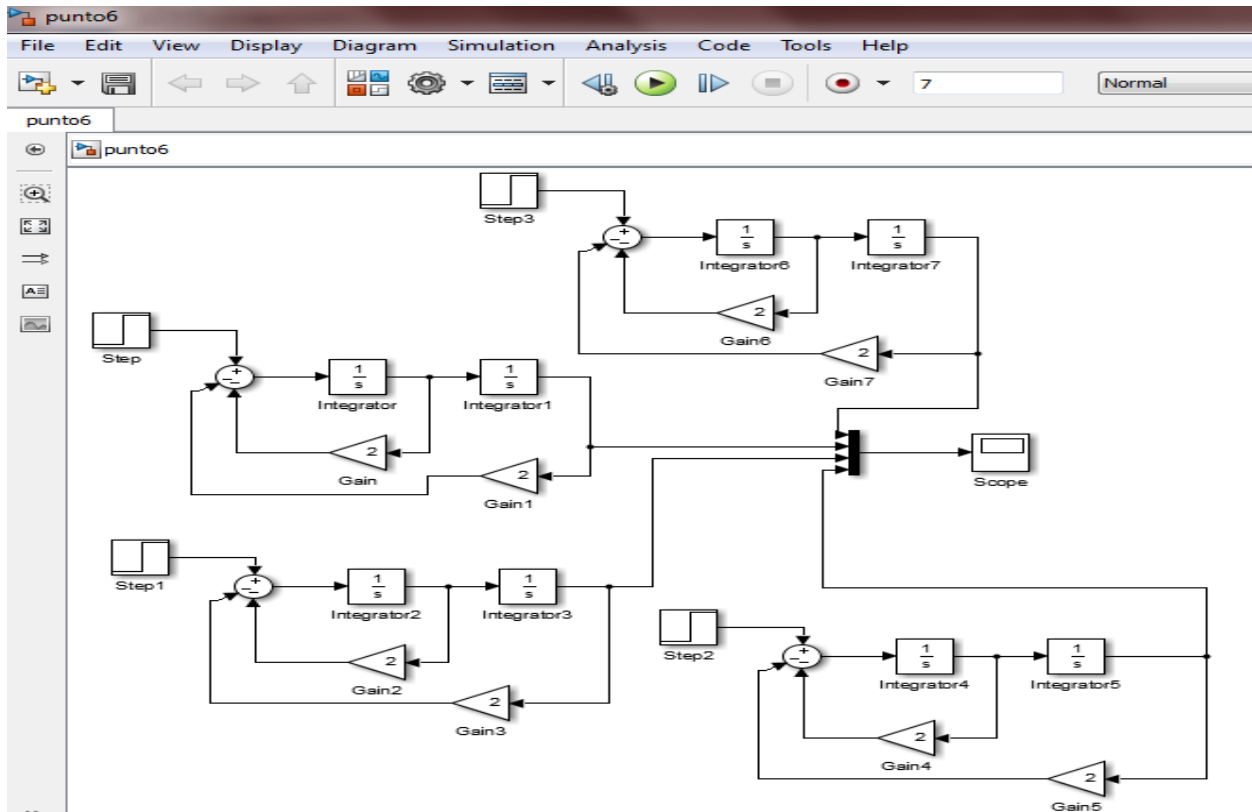 punto6
File Edit View Display Diagram Simulation Analysis Code Tools Help
7 Normal
punto6
punto6
Step3
+
−
−
1
s
Integrator6
1
s
Integrator7
2
Gain6
2
Gain7
Step
+
−
−
1
s
Integrator
1
s
Integrator1
2
Gain
2
Gain1
Scope
Step1
+
−
−
1
s
Integrator2
1
s
Integrator3
2
Gain2
2
Gain3
Step2
+
−
−
1
s
Integrator4
1
s
Integrator5
2
Gain4
2
Gain5